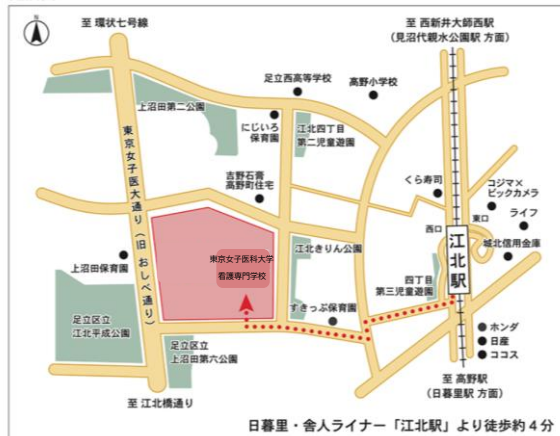 至 環状七号線
至 西新井大師西駅
（見沼代親水公園駅 方面）
足立西高等学校
高野小学校
上沼田第二公園
にじいろ
保育園
江北四丁目
第二児童遊園
東京女子医大通り（旧 おしべ通り）
吉野石膏
高野町住宅
くら寿司
コジマ×
ビックカメラ
西口
東口
ライフ
江北駅
城北信用金庫
東京女子医科大学
看護専門学校
江北きりん公園
上沼田保育園
四丁目
第三児童遊園
足立区立
江北平成公園
すきっぷ保育園
足立区立
上沼田第六公園
ホンダ
日産
ココス
至 江北橋通り
至 高野駅
（日暮里駅 方面）
日暮里・舎人ライナー「江北駅」より徒歩約４分